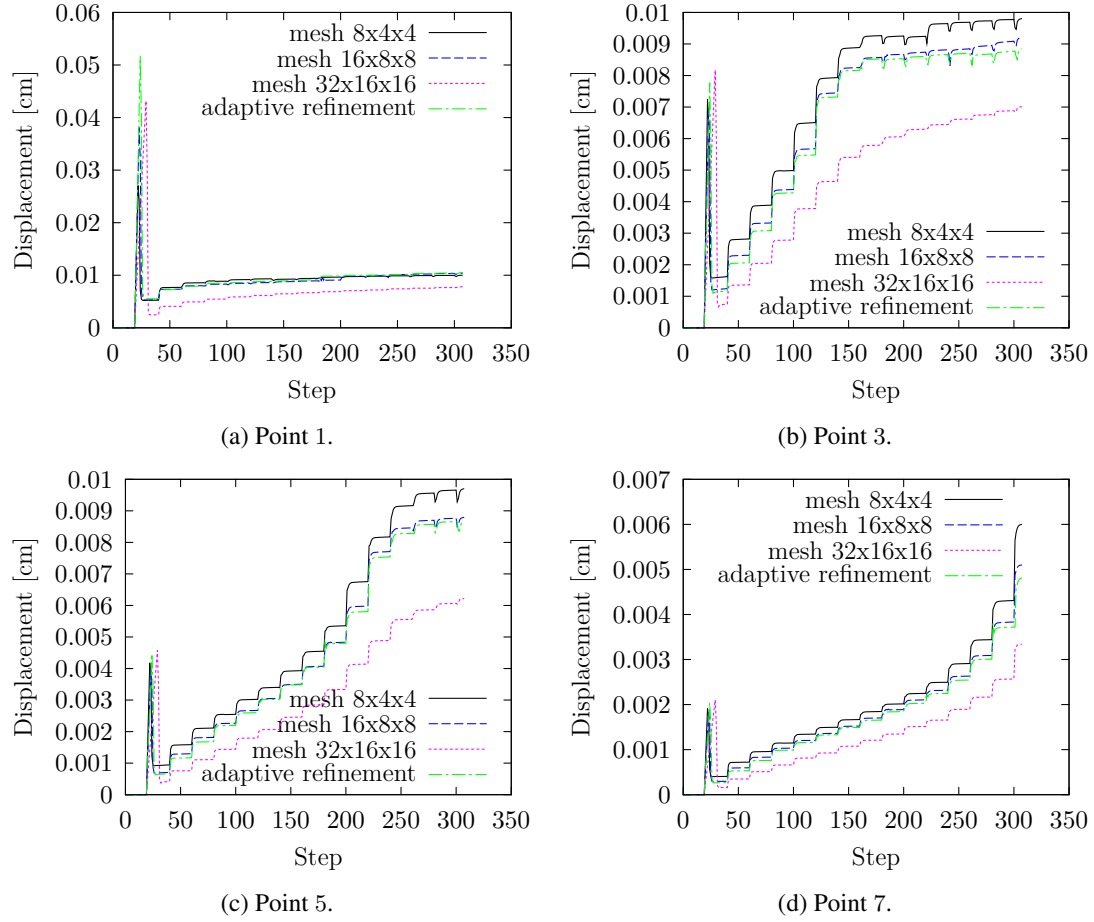 0.06
0.05
0.04
0.03
0.02
0.01
0
0 50 100 150 200 250 300 350
Displacement [cm]
Step
mesh 8x4x4
mesh 16x8x8
mesh 32x16x16
adaptive refinement
(a) Point 1.
0.01
0.009
0.008
0.007
0.006
0.005
0.004
0.003
0.002
0.001
0
0 50 100 150 200 250 300 350
Displacement [cm]
Step
mesh 8x4x4
mesh 16x8x8
mesh 32x16x16
adaptive refinement
(b) Point 3.
0.01
0.009
0.008
0.007
0.006
0.005
0.004
0.003
0.002
0.001
0
0 50 100 150 200 250 300 350
Displacement [cm]
Step
mesh 8x4x4
mesh 16x8x8
mesh 32x16x16
adaptive refinement
(c) Point 5.
0.007
0.006
0.005
0.004
0.003
0.002
0.001
0
0 50 100 150 200 250 300 350
Displacement [cm]
Step
mesh 8x4x4
mesh 16x8x8
mesh 32x16x16
adaptive refinement
(d) Point 7.